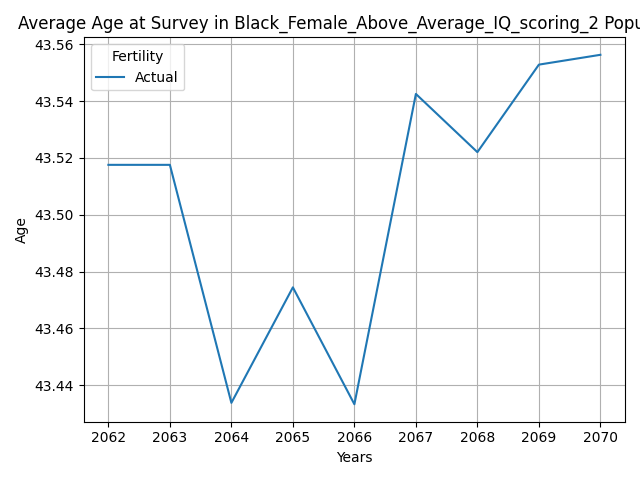 Average Age at Survey in Black_Female_Above_Average_IQ_scoring_2 Popu
43.56
43.54
43.52
43.50
43.48
43.46
43.44
Age
Fertility
Actual
2062 2063 2064 2065 2066 2067 2068 2069 2070
Years